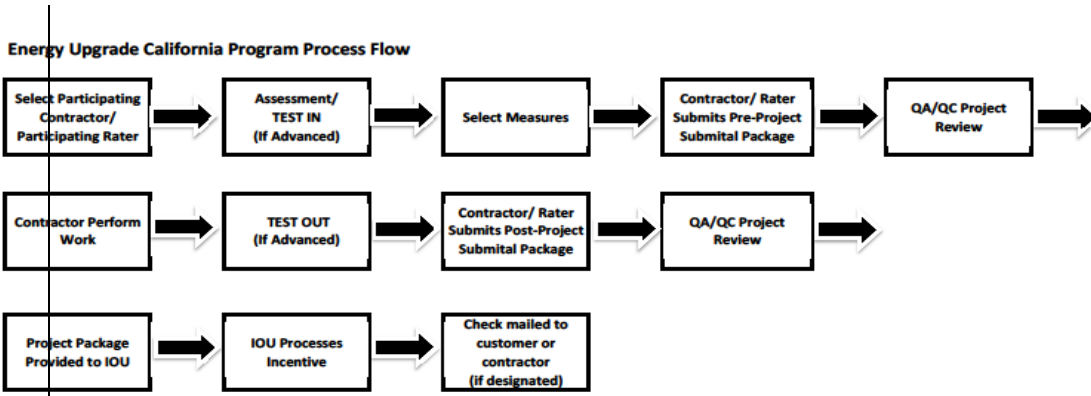 Energy Upgrade California Program Process Flow
Select Participating
Contractor/
Participating Rater
Assessment/
TEST IN
(If Advanced)
Select Measures
Contractor/ Rater
Submits Pre-Project
Submital Package
QA/QC Project
Review
Contractor Perform
Work
TEST OUT
(If Advanced)
Contractor/ Rater
Submits Post-Project
Submital Package
QA/QC Project
Review
Project Package
Provided to IOU
IOU Processes
Incentive
Check mailed to
customer or
contractor
(if designated)